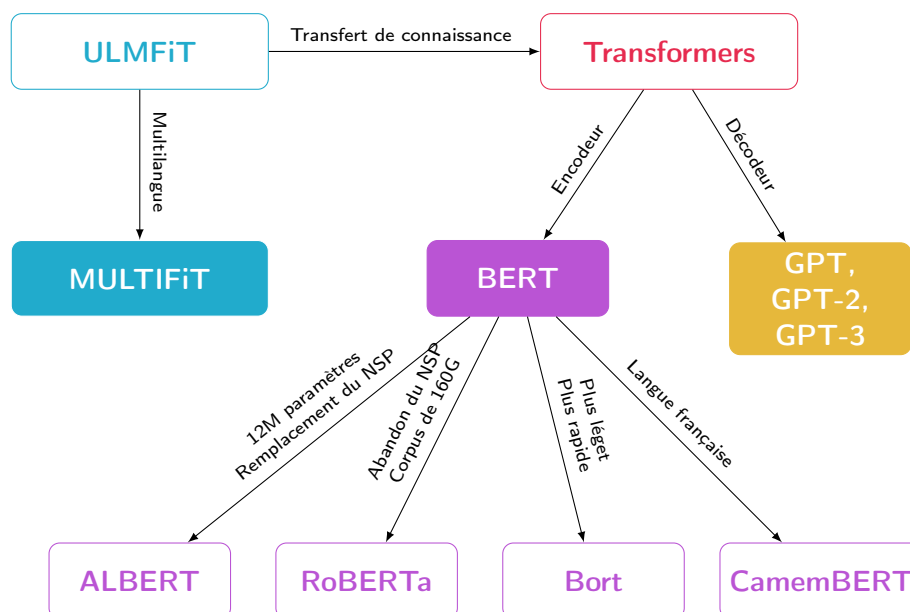 ULMFiT
Transfert de connaissance
Transformers
Multilangue
Encodeur
Décodeur
MULTIFiT
BERT
GPT,
GPT-2,
GPT-3
12M paramètres
Remplacement du NSP
Abandon du NSP
Corpus de 160G
Plus léget
Plus rapide
Langue française
ALBERT
RoBERTa
Bort
CamemBERT